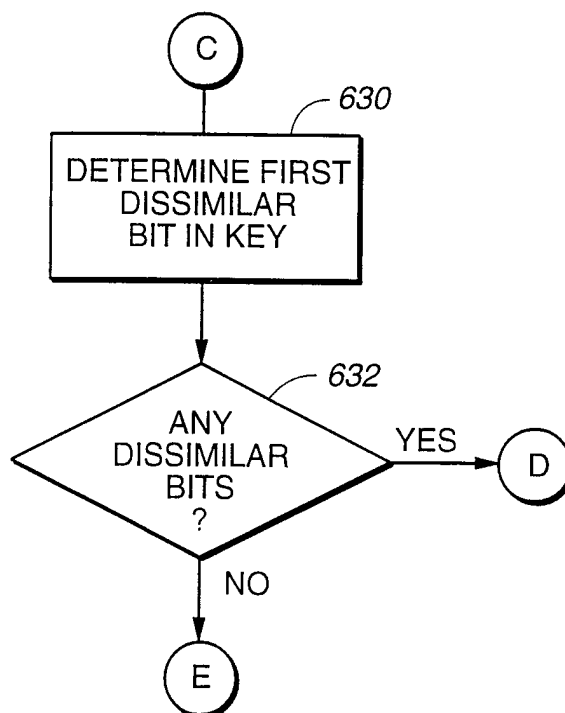 C
630
DETERMINE FIRST
DISSIMILAR
BIT IN KEY
632
ANY
DISSIMILAR
BITS
?
YES
D
NO
E